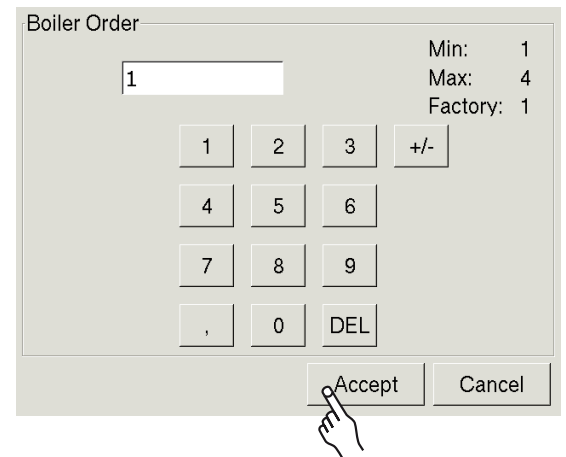 Boiler Order
Min: 1
1
Max: 4
Factory: 1
1 2 3 +/-
4 5 6
7 8 9
, 0 DEL
Accept Cancel